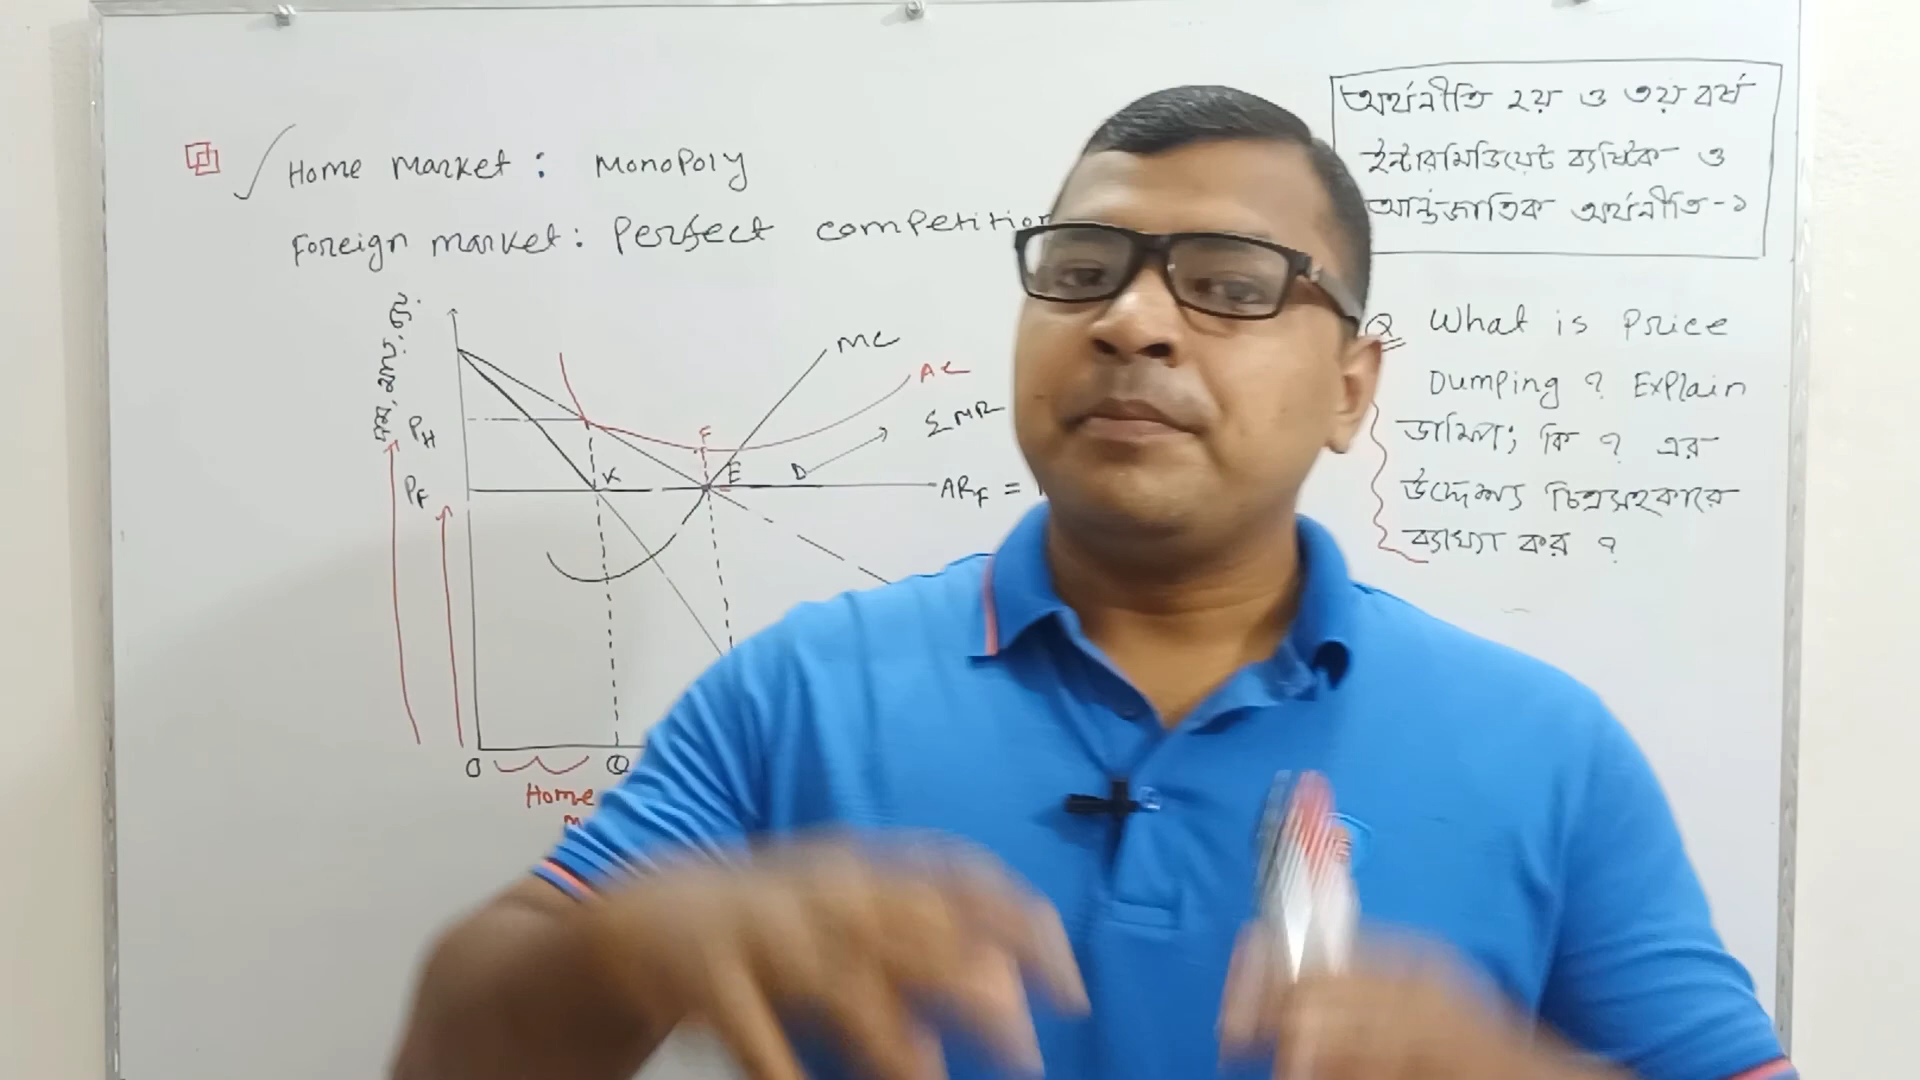 Home market: Monopoly
Foreign market: Perfect competition
অর্থনীতি ২য় ও ৩য় বর্ষ
ইন্টারমিডিয়েট ব্যষ্টিক ও
আন্তর্জাতিক অর্থনীতি-১
Q What is Price
Dumping ? Explain
ডাম্পিং কি ? এর
উদ্দেশ্য চিত্রসহকারে
ব্যাখ্যা কর ?
MC
AC
ΣMR
PH
F
K
E
D
PF
ARF =
O
Q
Home